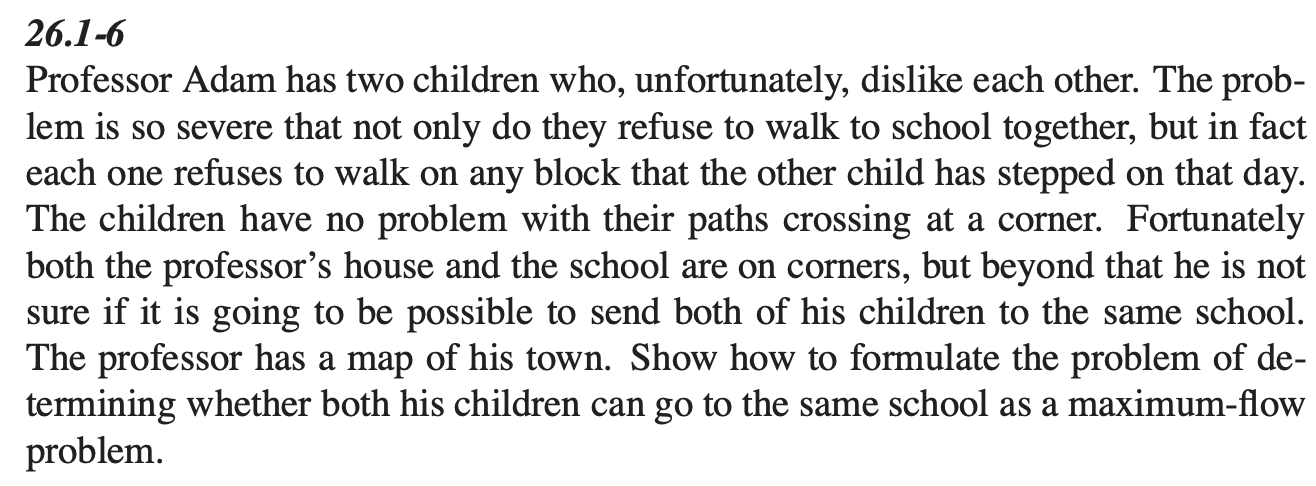 26.1-6
Professor Adam has two children who, unfortunately, dislike each other. The prob-
lem is so severe that not only do they refuse to walk to school together, but in fact
each one refuses to walk on any block that the other child has stepped on that day.
The children have no problem with their paths crossing at a corner. Fortunately
both the professor's house and the school are on corners, but beyond that he is not
sure if it is going to be possible to send both of his children to the same school.
The professor has a map of his town. Show how to formulate the problem of de-
termining whether both his children can go to the same school as a maximum-flow
problem.